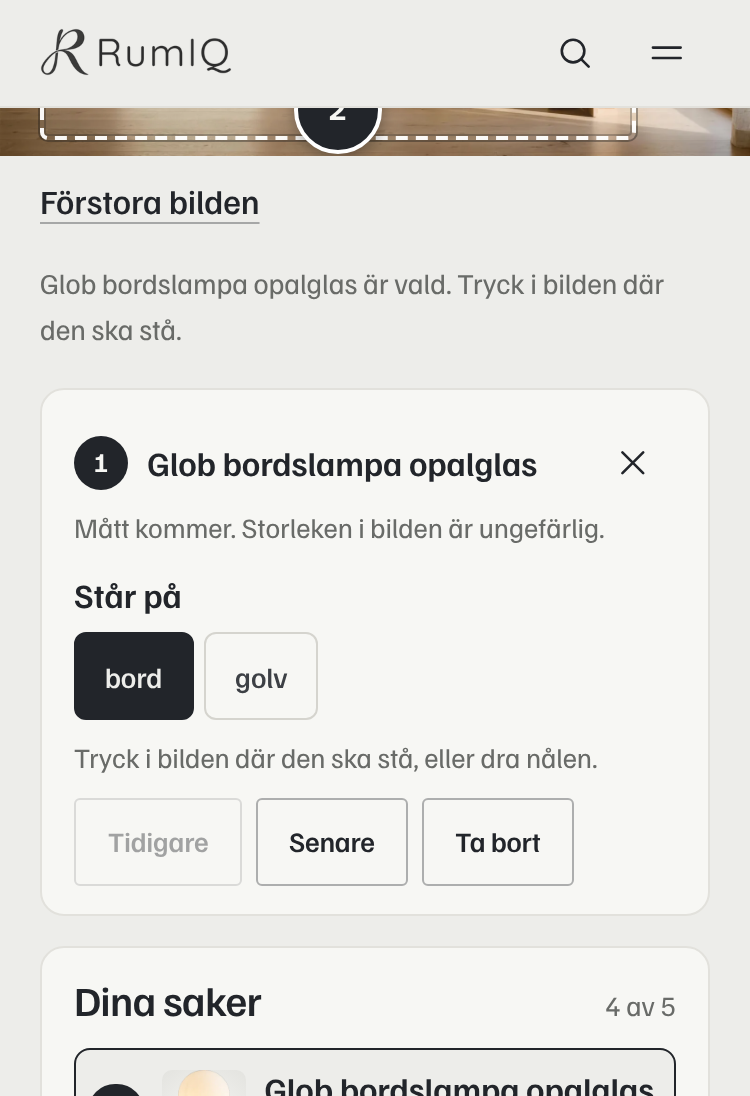 RumIQ
2
Förstora bilden
Glob bordslampa opalglas är vald. Tryck i bilden där
den ska stå.
1 Glob bordslampa opalglas
Mått kommer. Storleken i bilden är ungefärlig.
Står på
bord golv
Tryck i bilden där den ska stå, eller dra nålen.
Tidigare Senare Ta bort
Dina saker 4 av 5
Glob bordslampa opalglas